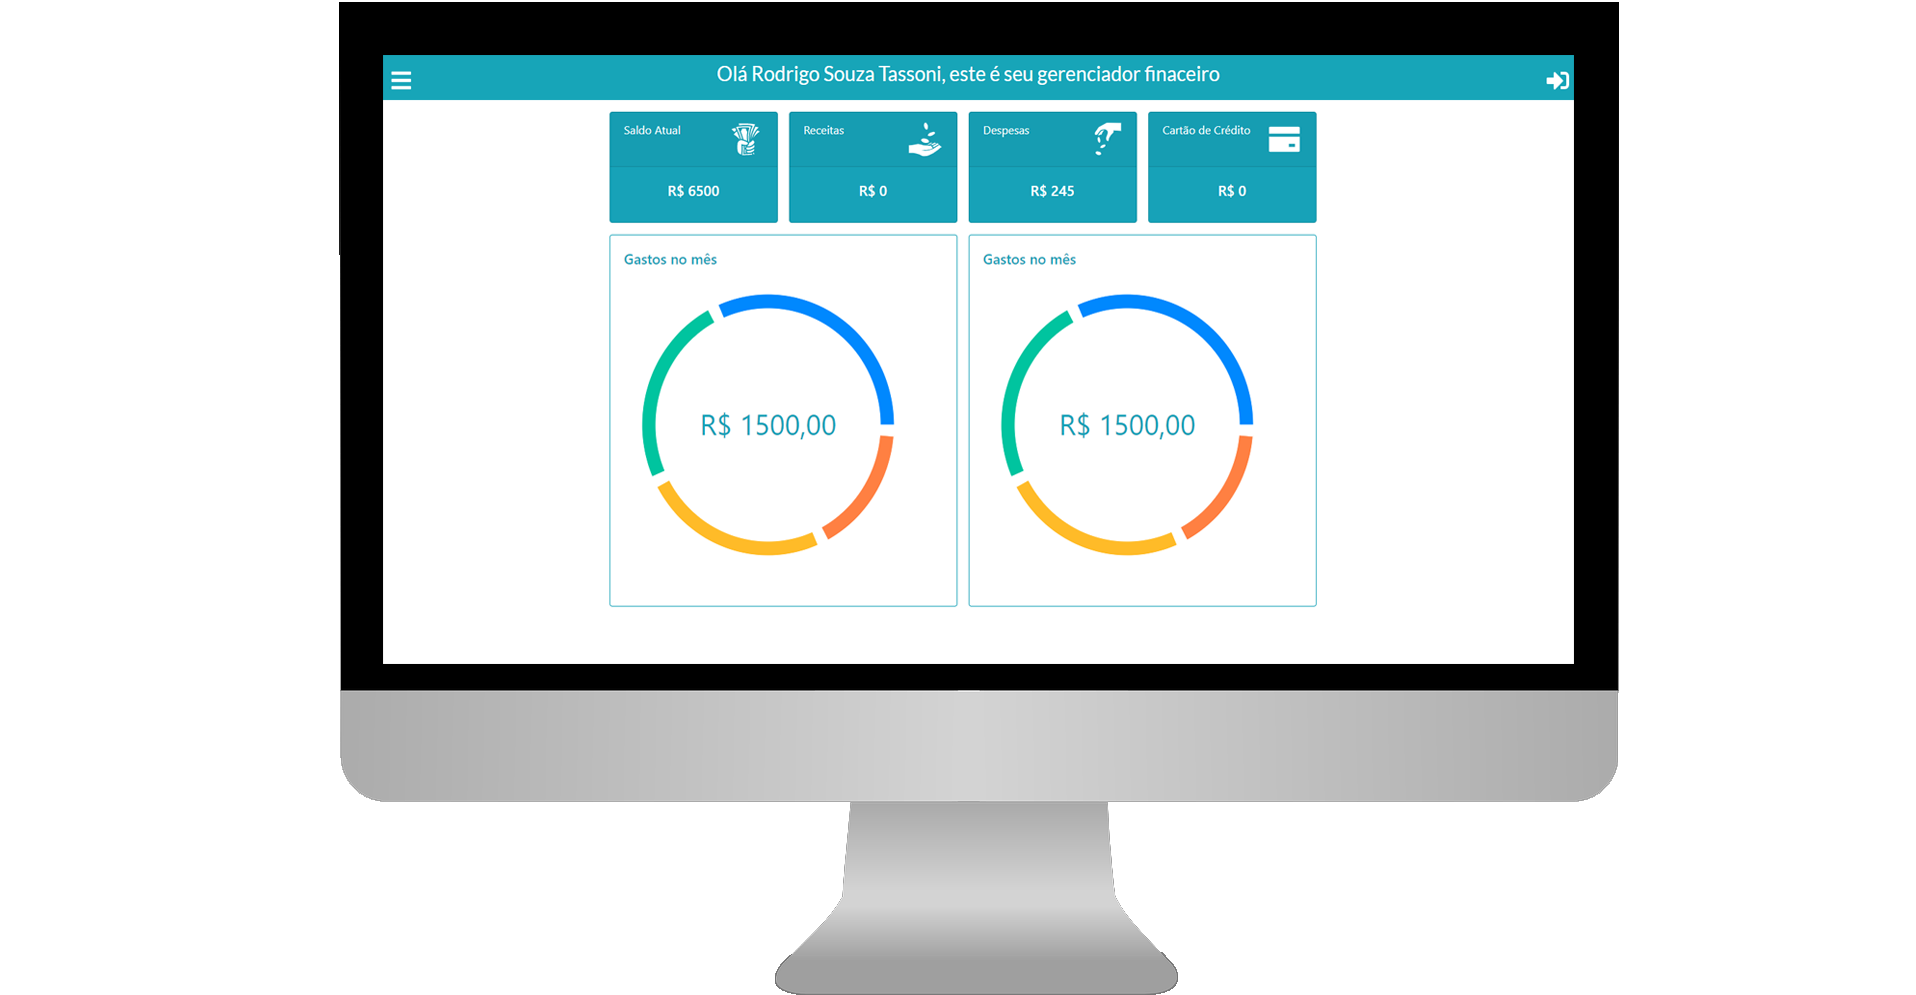 Olá Rodrigo Souza Tassoni, este é seu gerenciador finaceiro
Saldo Atual
R$ 6500
Receitas
R$ 0
Despesas
R$ 245
Cartão de Crédito
R$ 0
Gastos no mês
R$ 1500,00
Gastos no mês
R$ 1500,00